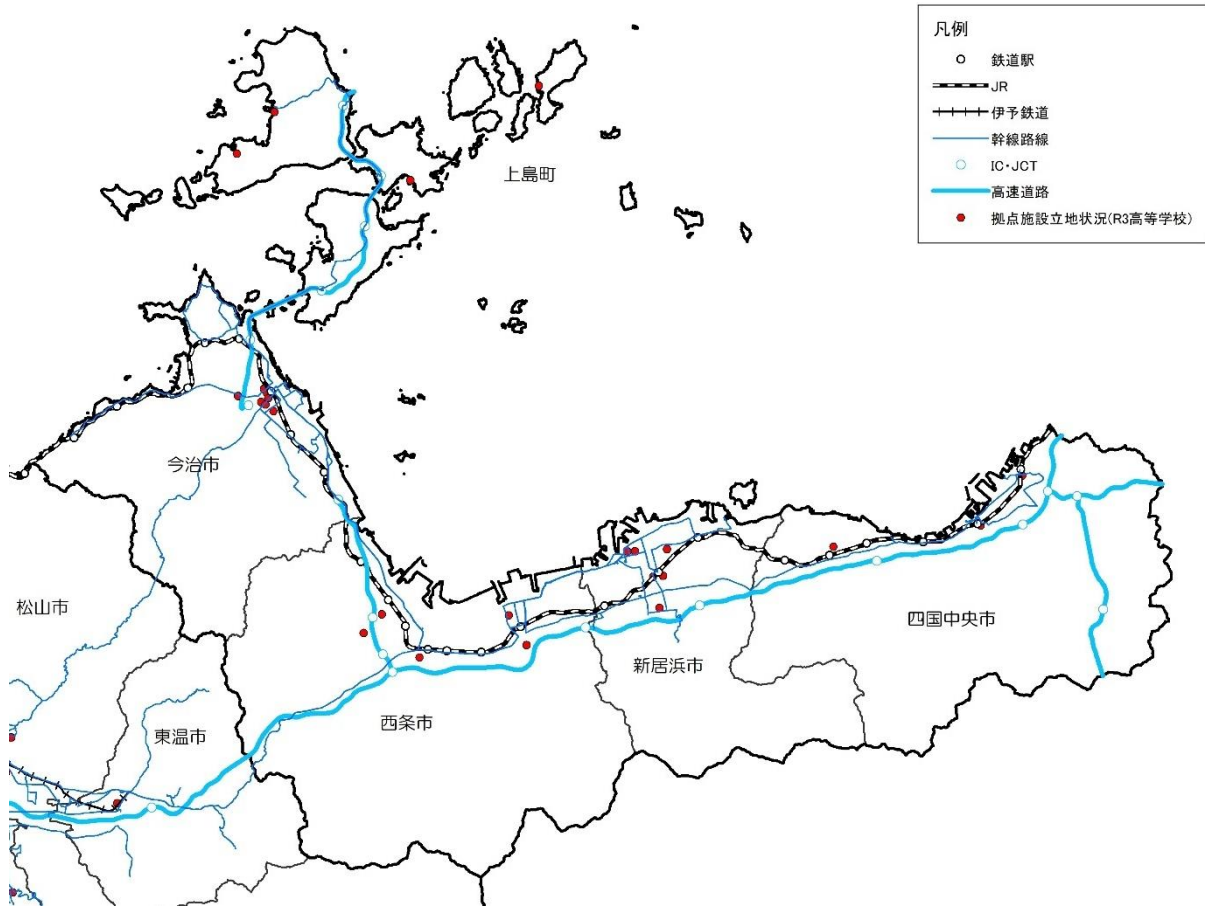 凡例
鉄道駅
JR
伊予鉄道
幹線路線
IC・JCT
高速道路
拠点施設立地状況(R3高等学校)
上島町
今治市
松山市
四国中央市
新居浜市
西条市
東温市